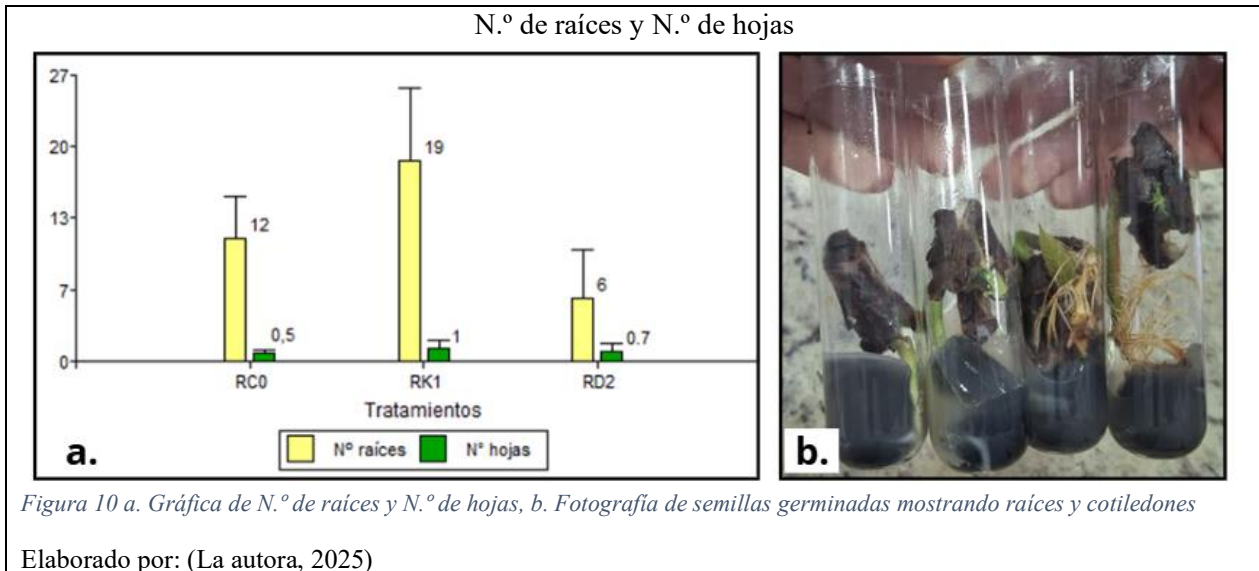 N.º de raíces y N.º de hojas
27
20
13
7
0
12
0,5
19
1
6
0.7
RC0
RK1
RD2
Tratamientos
Nº raíces
N° hojas
a.
b.
Figura 10 a. Gráfica de N.º de raíces y N.º de hojas, b. Fotografía de semillas germinadas mostrando raíces y cotiledones
Elaborado por: (La autora, 2025)